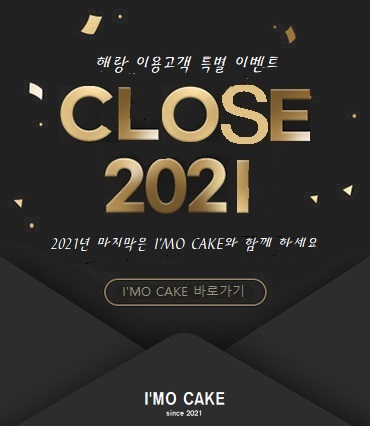 헤랑 이용고객 특별 이벤트
CLOSE
2021
2021년 마지막은 I'MO CAKE와 함께 하세요
I'MO CAKE 바로가기
I'MO CAKE
since 2021